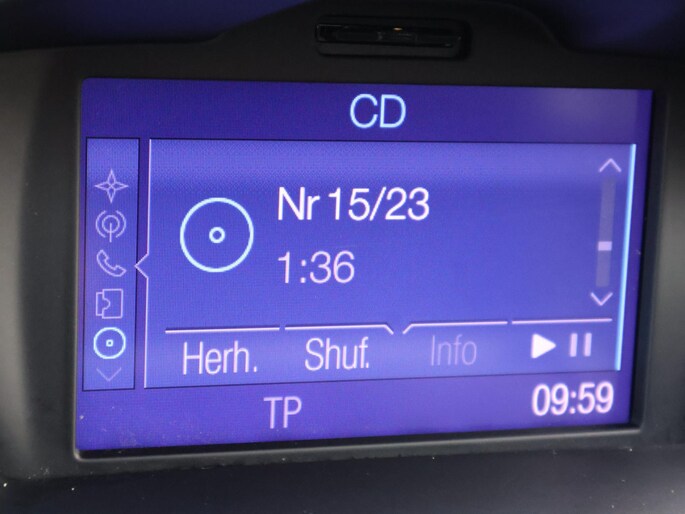 CD
Nr 15/23
1:36
Herh. Shuf. Info
TP 09:59